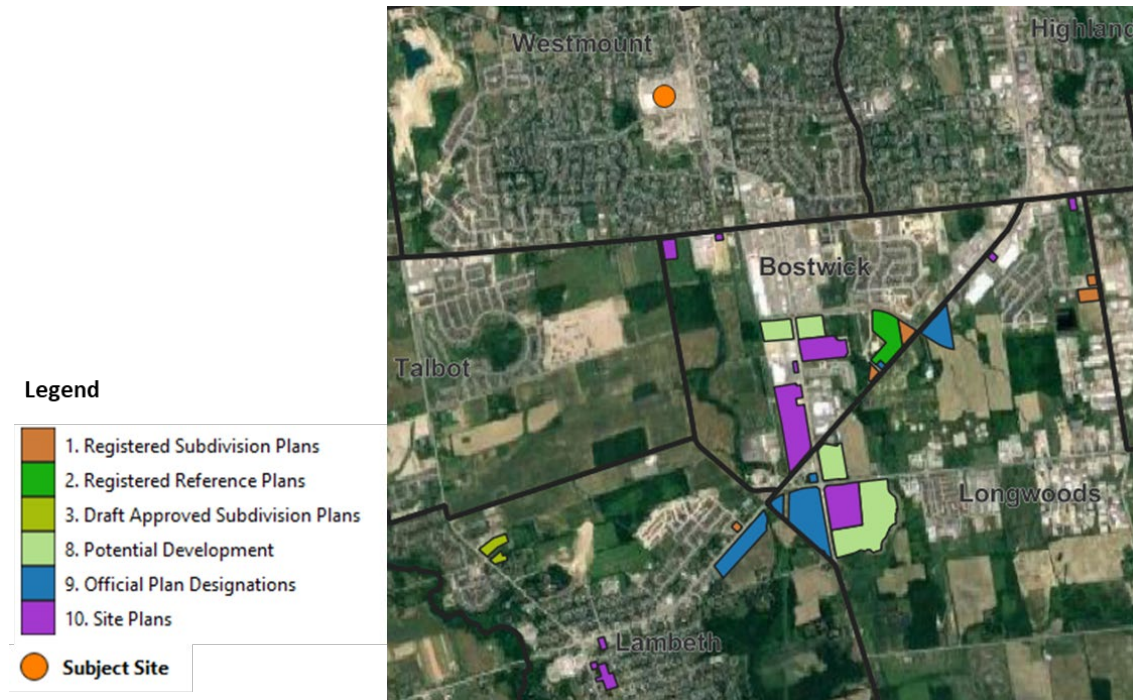 Westmount
Highland
Bostwick
Talbot
Longwoods
Lambeth
Legend
1. Registered Subdivision Plans
2. Registered Reference Plans
3. Draft Approved Subdivision Plans
8. Potential Development
9. Official Plan Designations
10. Site Plans
Subject Site